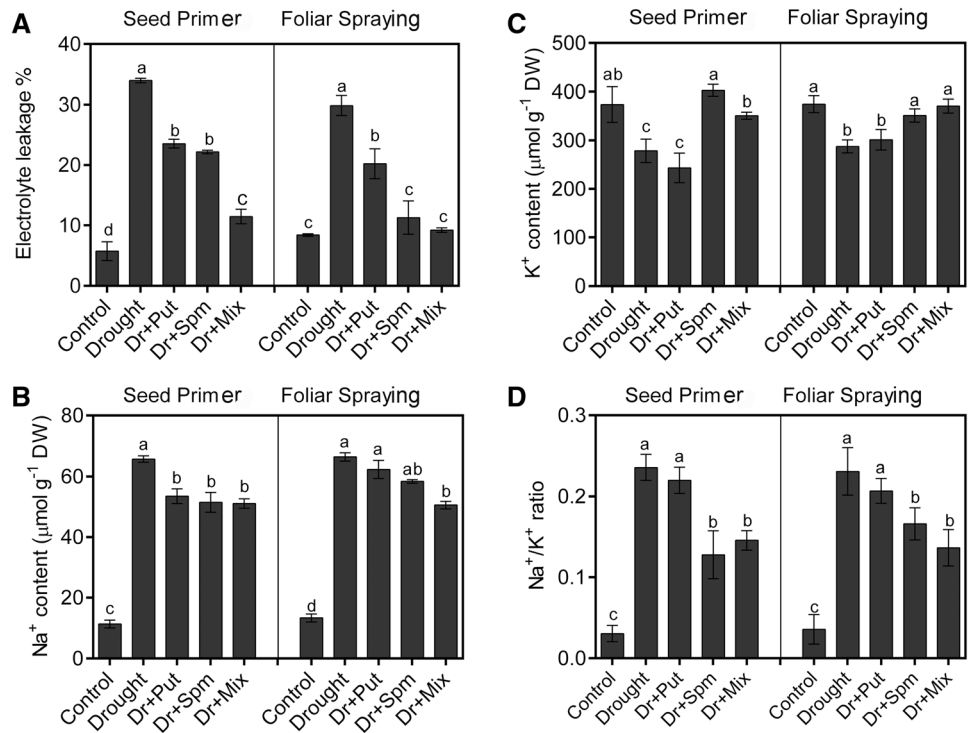 A
Seed Primer Foliar Spraying
Electrolyte leakage %
40
30
20
10
0
a
b
b
c
d
a
b
c
c
c
Control
Drought
Dr+Put
Dr+Spm
Dr+Mix
Control
Drought
Dr+Put
Dr+Spm
Dr+Mix
C
Seed Primer Foliar Spraying
K⁺ content (μmol g⁻¹ DW)
500
400
300
200
100
0
ab
c
c
a
b
a
b
b
a
a
Control
Drought
Dr+Put
Dr+Spm
Dr+Mix
Control
Drought
Dr+Put
Dr+Spm
Dr+Mix
B
Seed Primer Foliar Spraying
Na⁺ content (μmol g⁻¹ DW)
80
60
40
20
0
c
a
b
b
b
d
a
a
ab
b
Control
Drought
Dr+Put
Dr+Spm
Dr+Mix
Control
Drought
Dr+Put
Dr+Spm
Dr+Mix
D
Seed Primer Foliar Spraying
Na⁺/K⁺ ratio
0.3
0.2
0.1
0.0
c
a
a
b
b
c
a
a
b
b
Control
Drought
Dr+Put
Dr+Spm
Dr+Mix
Control
Drought
Dr+Put
Dr+Spm
Dr+Mix